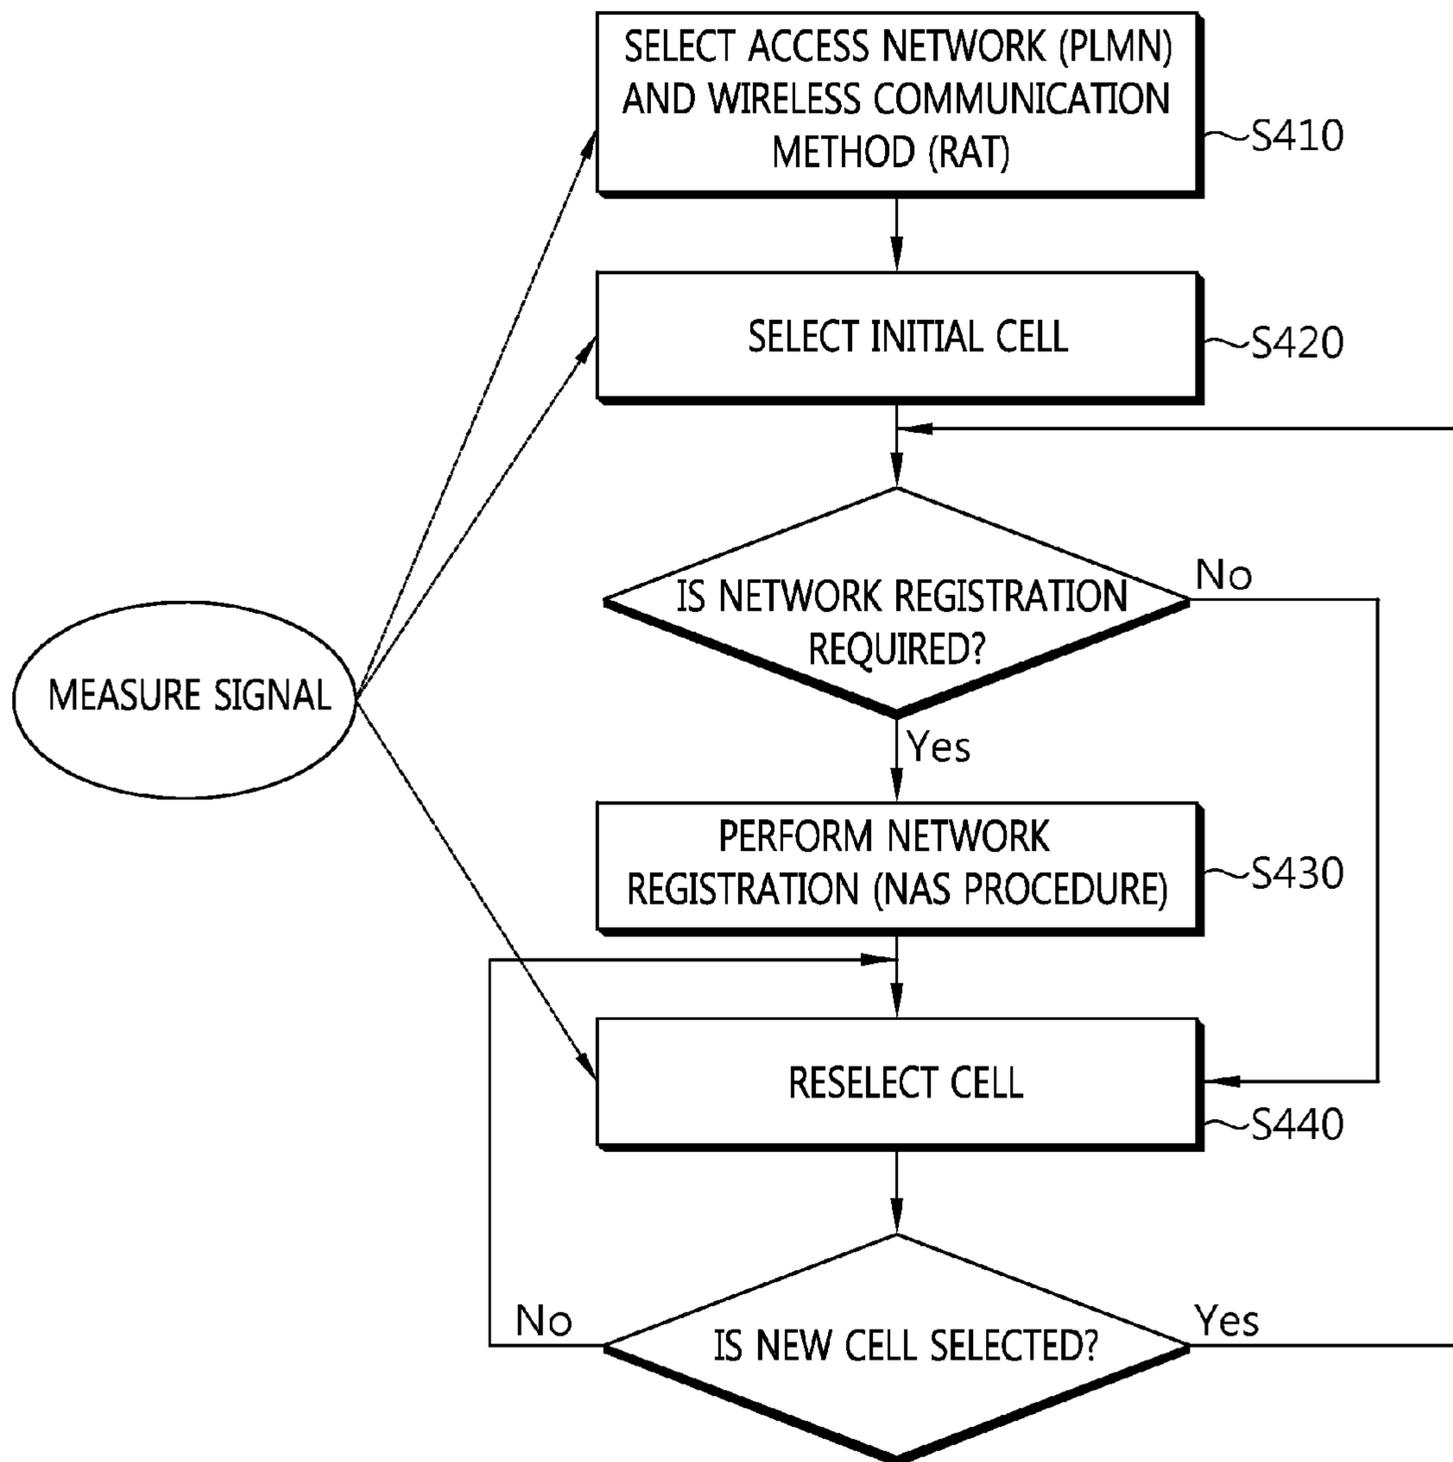 SELECT ACCESS NETWORK (PLMN)
AND WIRELESS COMMUNICATION
METHOD (RAT)
S410
SELECT INITIAL CELL
S420
IS NETWORK REGISTRATION
REQUIRED?
No
Yes
MEASURE SIGNAL
PERFORM NETWORK
REGISTRATION (NAS PROCEDURE)
S430
RESELECT CELL
S440
IS NEW CELL SELECTED?
No
Yes